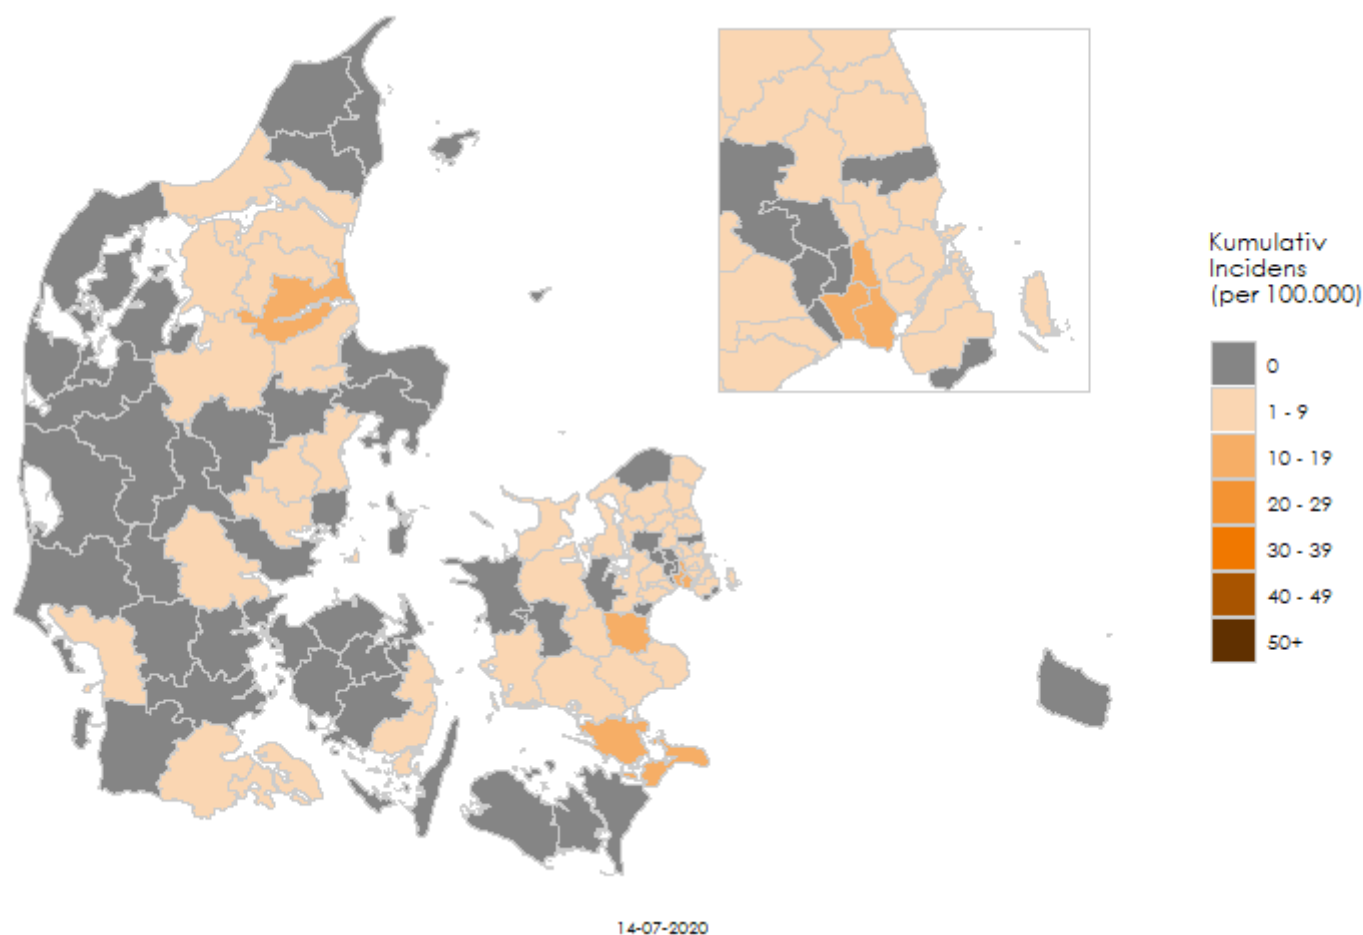 Kumulativ
Incidens
(per 100.000)
0
1 - 9
10 - 19
20 - 29
30 - 39
40 - 49
50+
14-07-2020